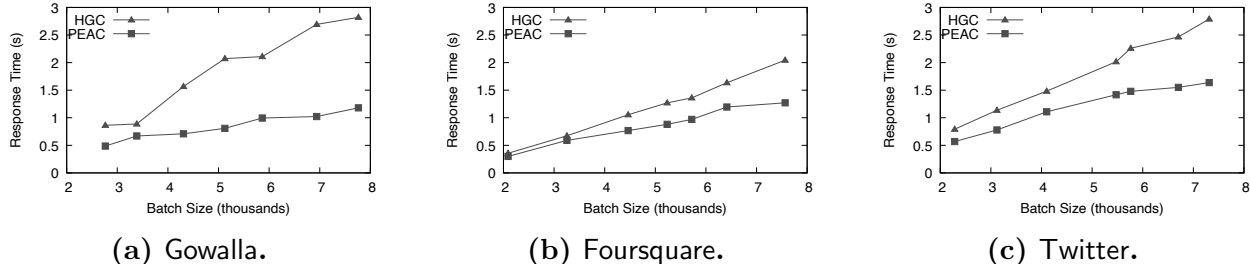 Response Time (s)
3
2.5
2
1.5
1
0.5
0
HGC
PEAC
2 3 4 5 6 7 8
Batch Size (thousands)
(a) Gowalla.
Response Time (s)
3
2.5
2
1.5
1
0.5
0
HGC
PEAC
2 3 4 5 6 7 8
Batch Size (thousands)
(b) Foursquare.
Response Time (s)
3
2.5
2
1.5
1
0.5
0
HGC
PEAC
2 3 4 5 6 7 8
Batch Size (thousands)
(c) Twitter.